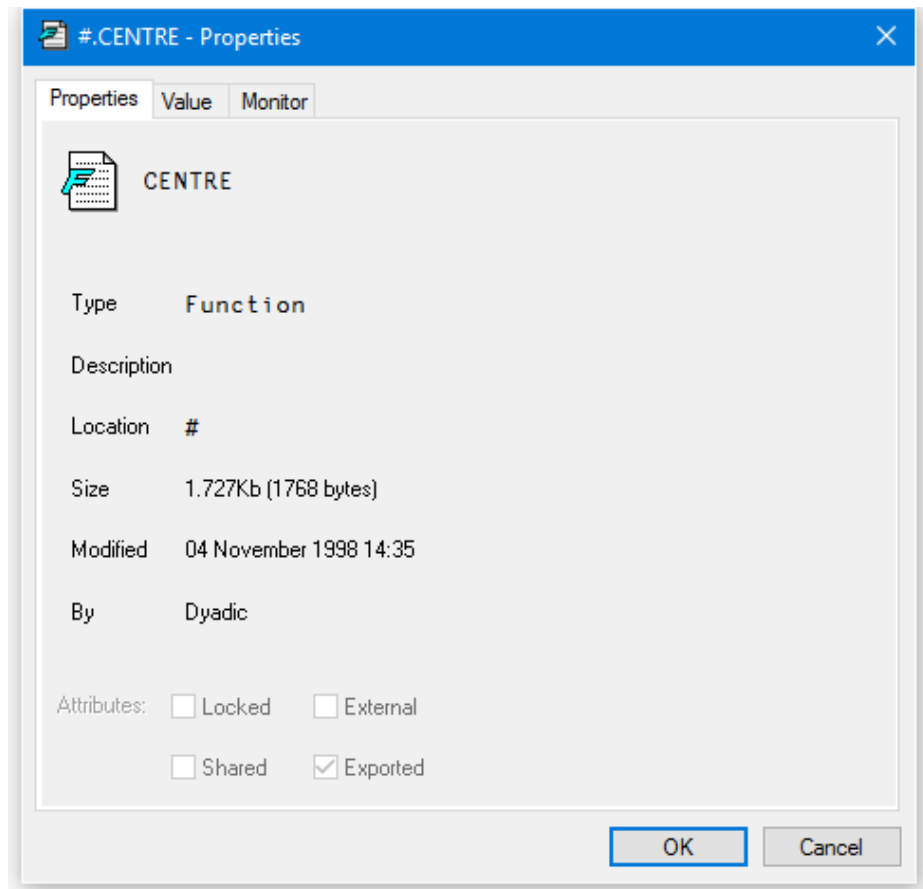 #.CENTRE - Properties
Properties Value Monitor
CENTRE
Type Function
Description
Location #
Size 1.727Kb (1768 bytes)
Modified 04 November 1998 14:35
By Dyadic
Attributes: Locked External
Shared Exported
OK Cancel